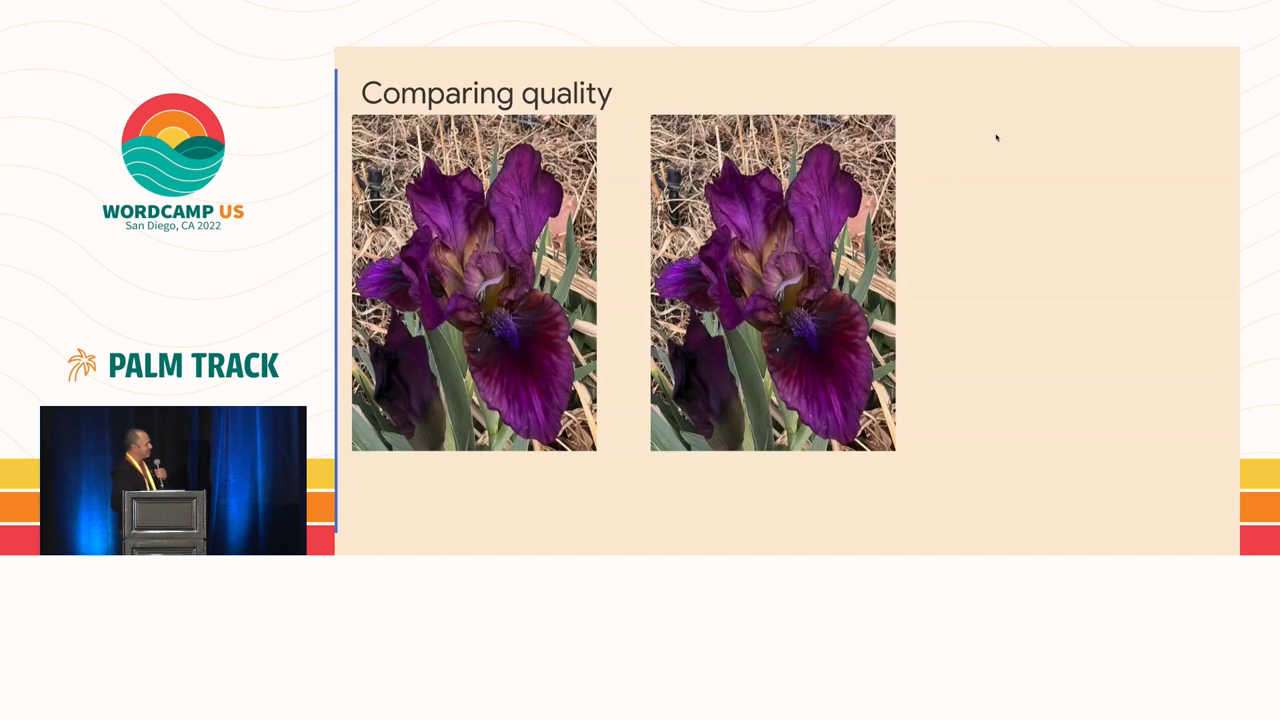 WORDCAMP US
San Diego, CA 2022
PALM TRACK
Comparing quality